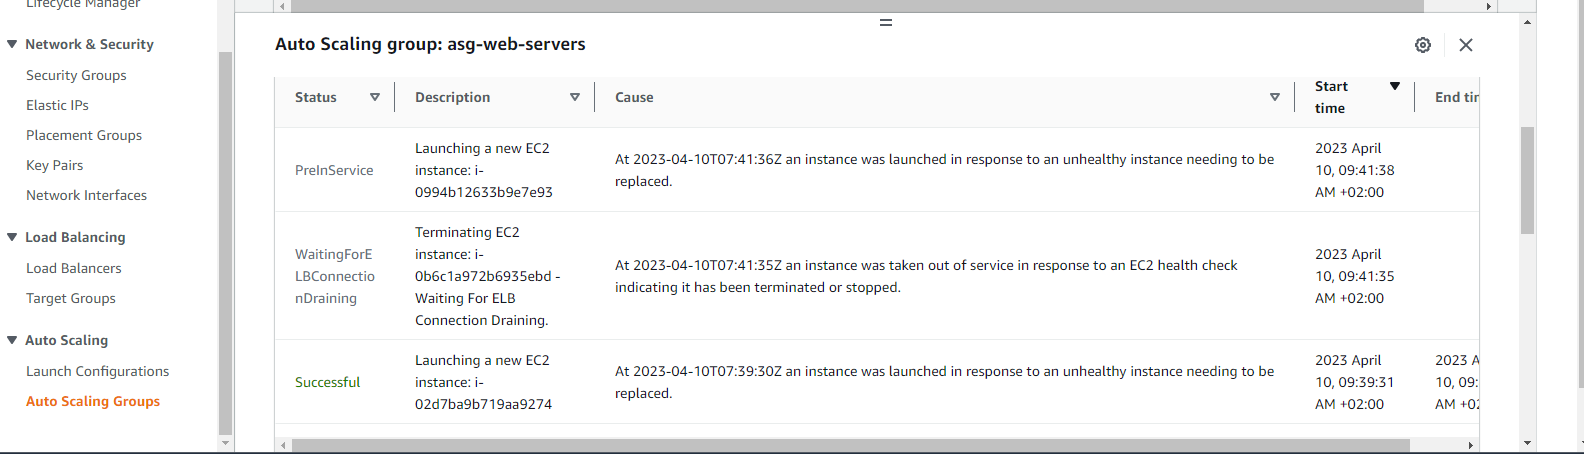 Lifecycle Manager
Network & Security
Security Groups
Elastic IPs
Placement Groups
Key Pairs
Network Interfaces
Load Balancing
Load Balancers
Target Groups
Auto Scaling
Launch Configurations
Auto Scaling Groups
Auto Scaling group: asg-web-servers
Status
Description
Cause
Start
time
End tir
PreInService
Launching a new EC2
instance: i-
0994b12633b9e7e93
At 2023-04-10T07:41:36Z an instance was launched in response to an unhealthy instance needing to be
replaced.
2023 April
10, 09:41:38
AM +02:00
WaitingForE
LBConnectio
nDraining
Terminating EC2
instance: i-
0b6c1a972b6935ebd -
Waiting For ELB
Connection Draining.
At 2023-04-10T07:41:35Z an instance was taken out of service in response to an EC2 health check
indicating it has been terminated or stopped.
2023 April
10, 09:41:35
AM +02:00
Successful
Launching a new EC2
instance: i-
02d7ba9b719aa9274
At 2023-04-10T07:39:30Z an instance was launched in response to an unhealthy instance needing to be
replaced.
2023 April
10, 09:39:31
AM +02:00
2023 A
10, 09:
AM +02